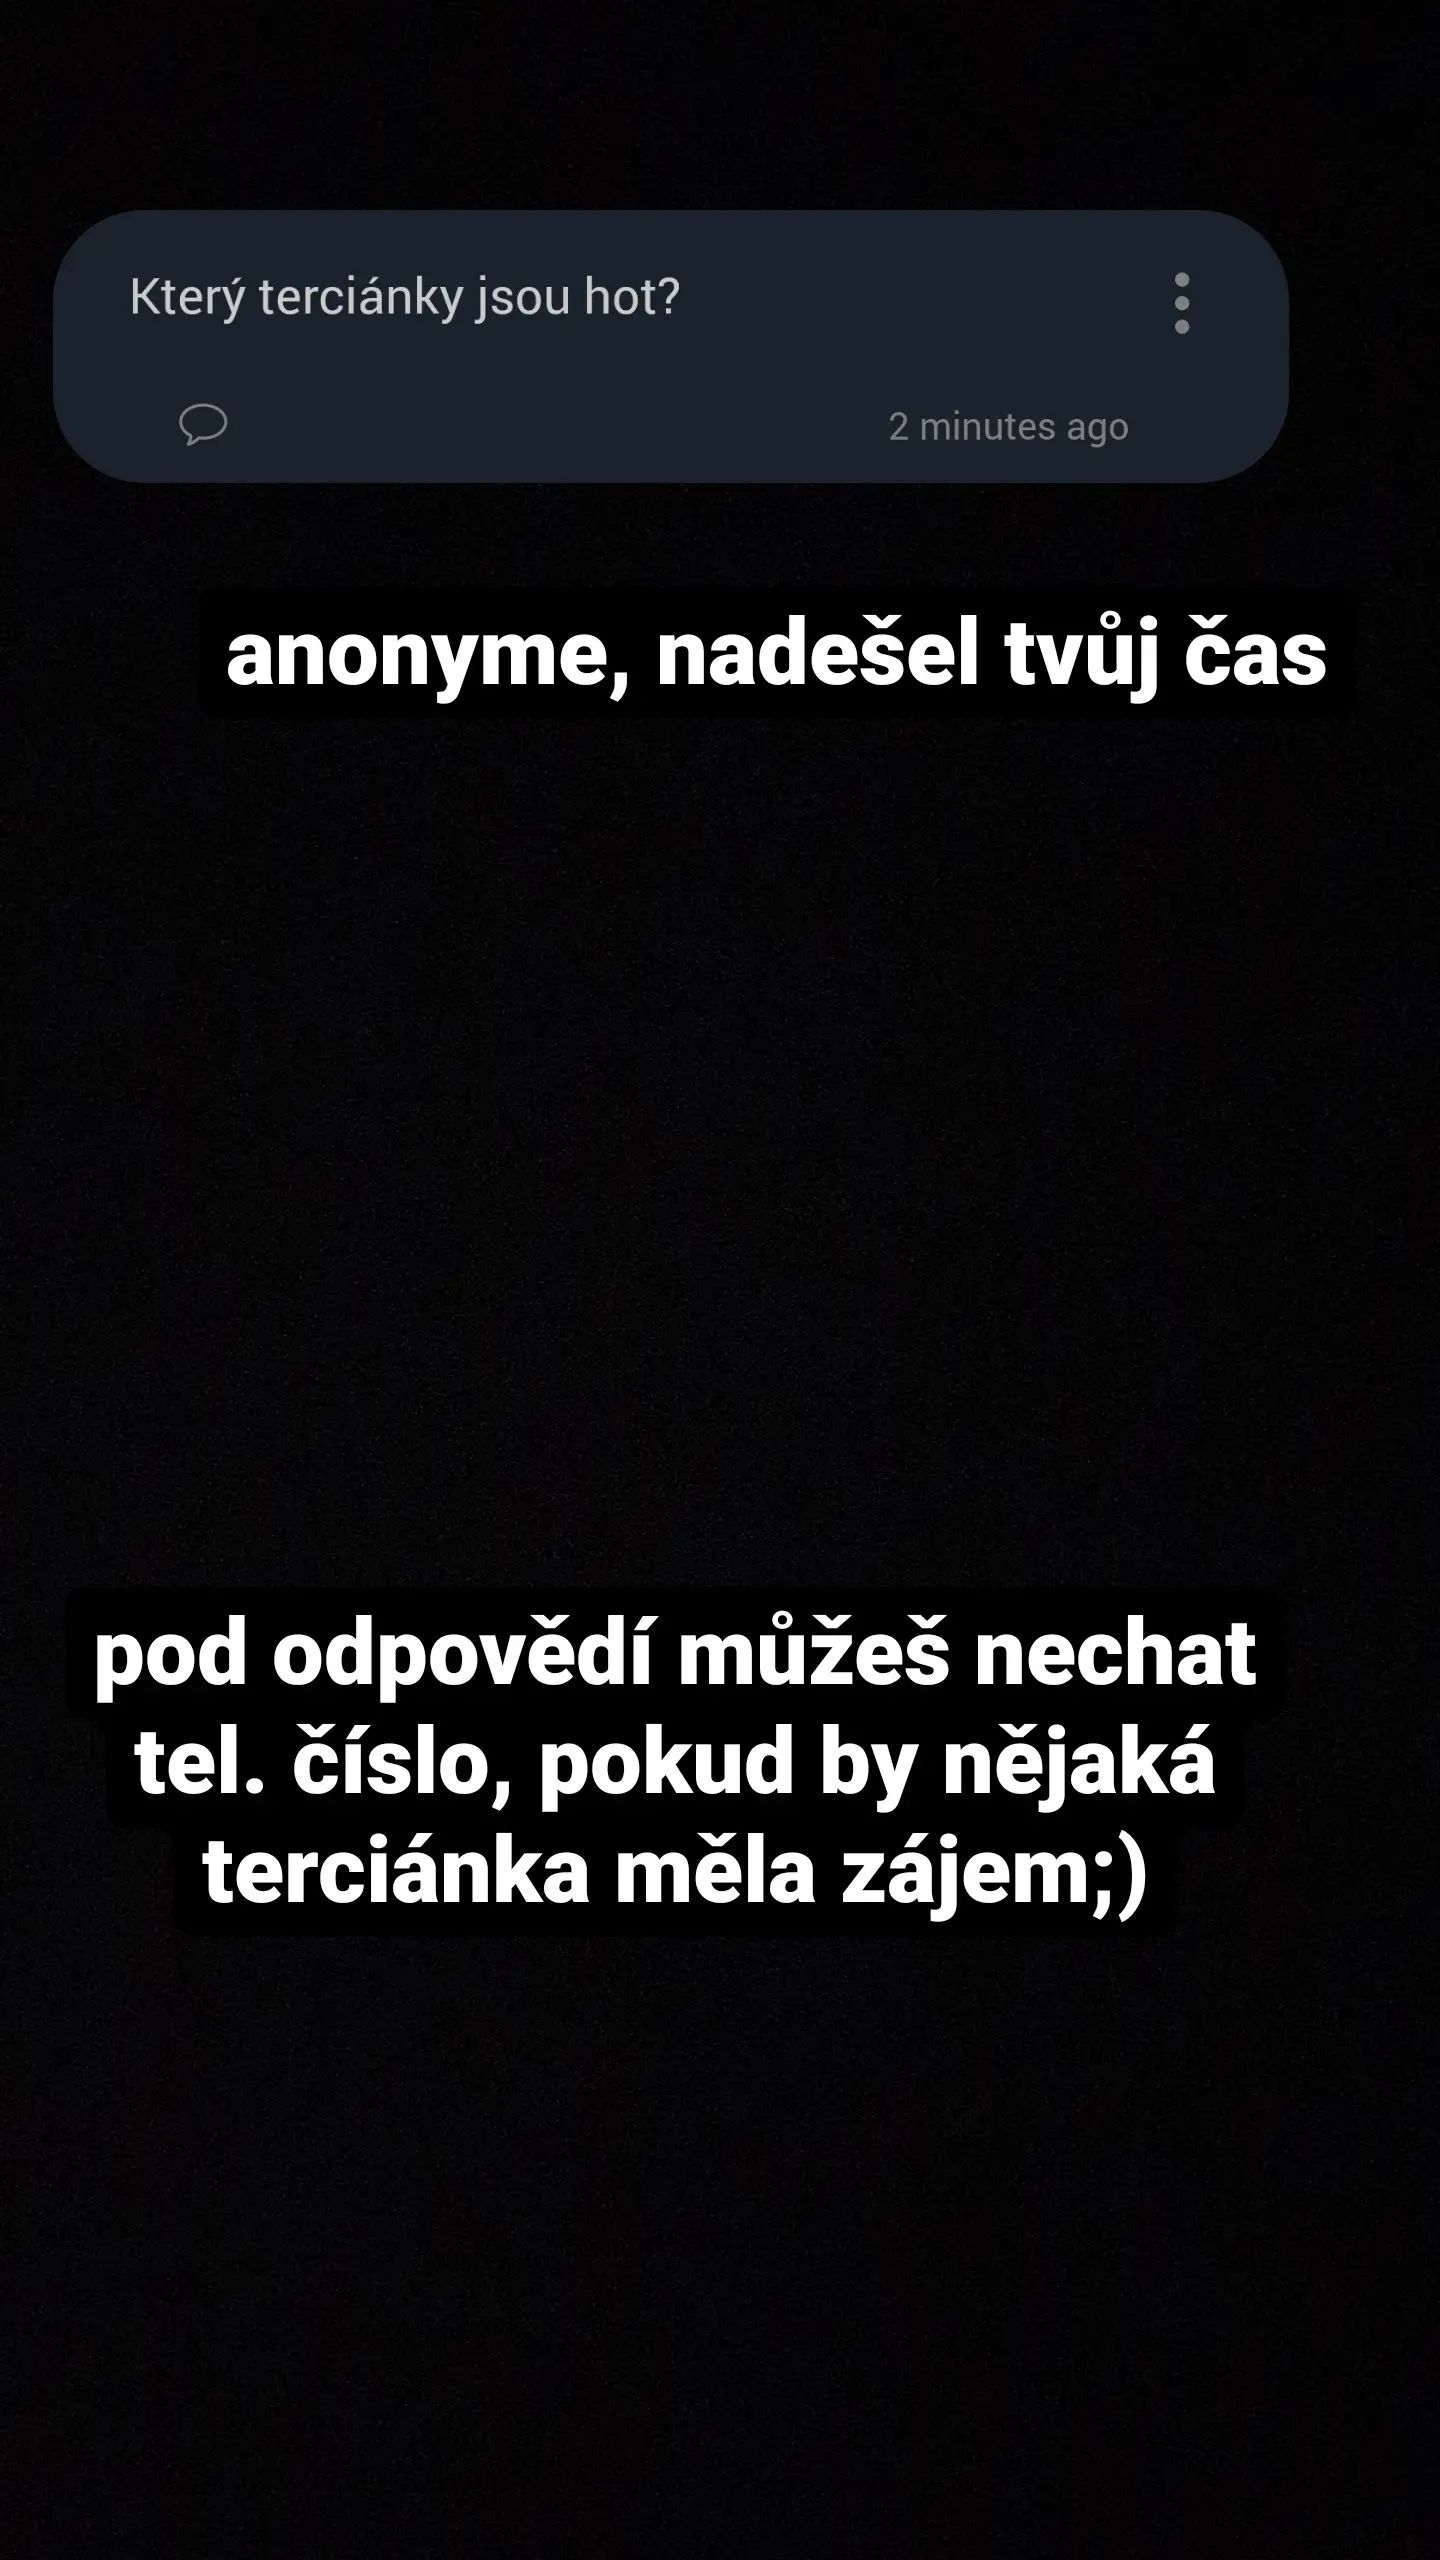 Který terciánky jsou hot?
2 minutes ago
anonyme, nadešel tvůj čas
pod odpovědí můžeš nechat
tel. číslo, pokud by nějaká
terciánka měla zájem;)